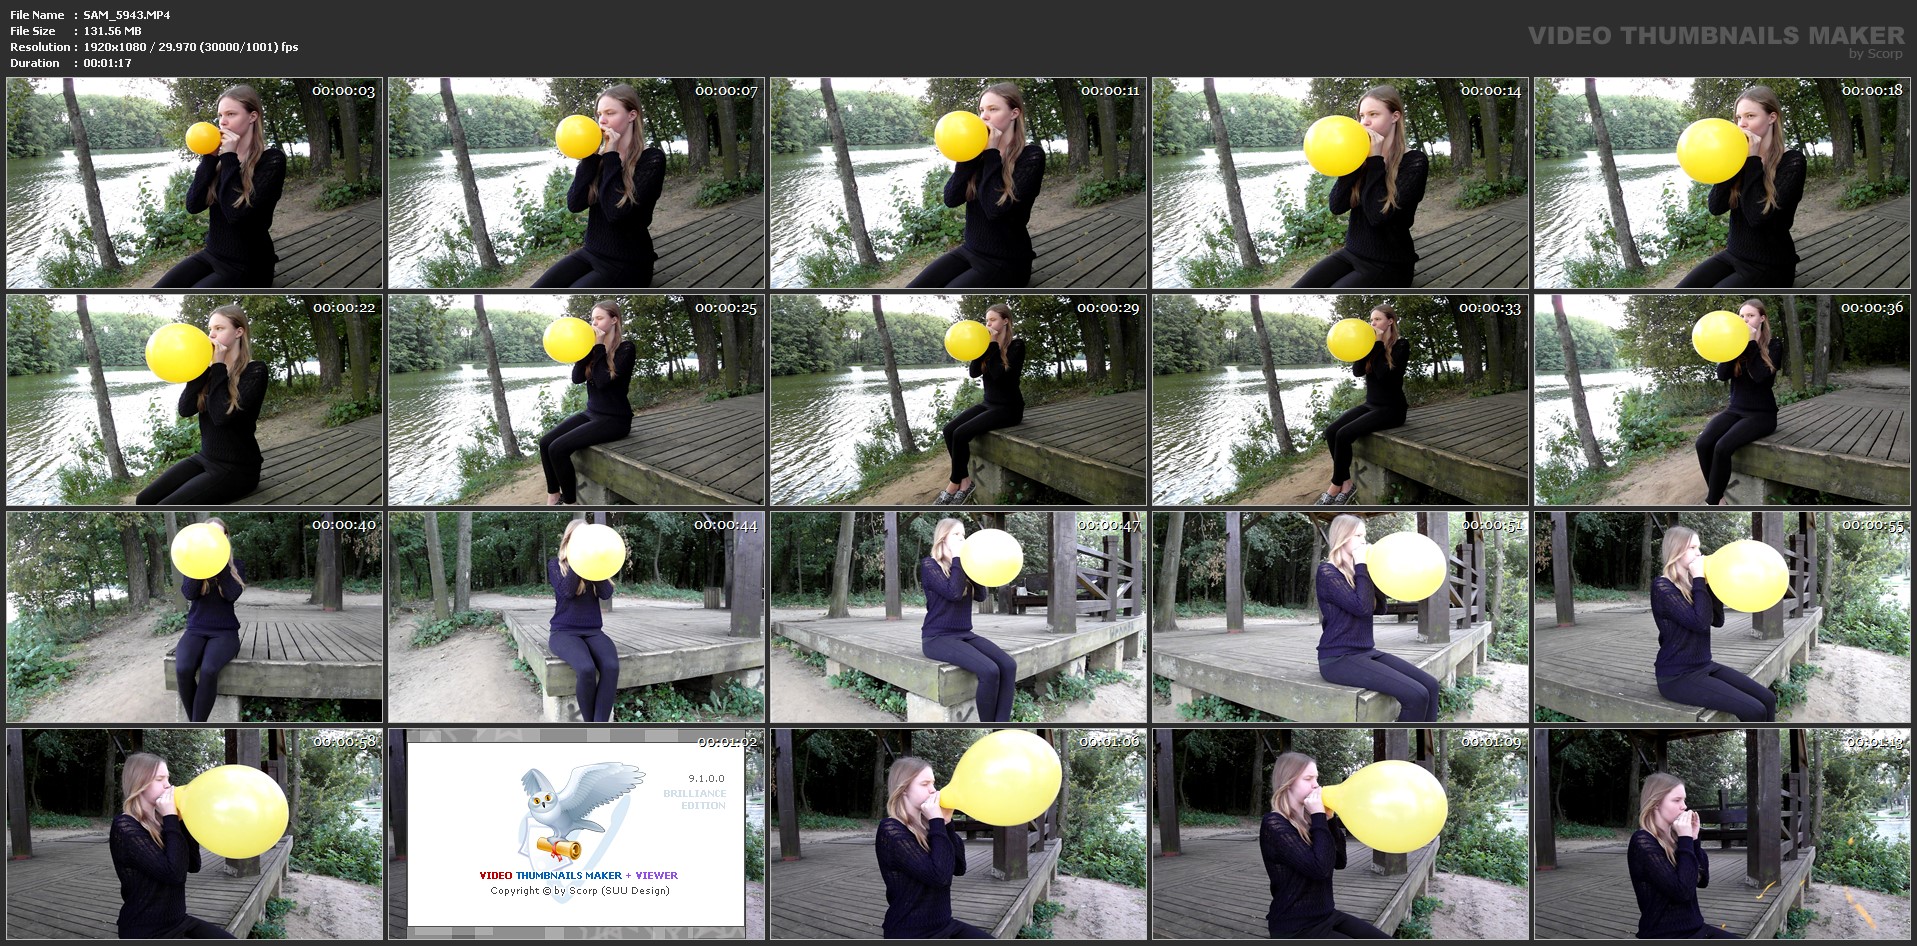 File Name : SAM_5943.MP4
File Size : 131.56 MB
Resolution : 1920x1080 / 29.970 (30000/1001) fps
Duration : 00:01:17
VIDEO THUMBNAILS MAKER
by Scorp
00:00:03
00:00:07
00:00:11
00:00:14
00:00:18
00:00:22
00:00:25
00:00:29
00:00:33
00:00:36
00:00:40
00:00:44
00:00:47
00:00:51
00:00:55
00:00:58
00:01:02
00:01:06
00:01:09
00:01:13
9.1.0.0
BRILLIANCE
EDITION
VIDEO THUMBNAILS MAKER + VIEWER
Copyright © by Scorp (SUU Design)